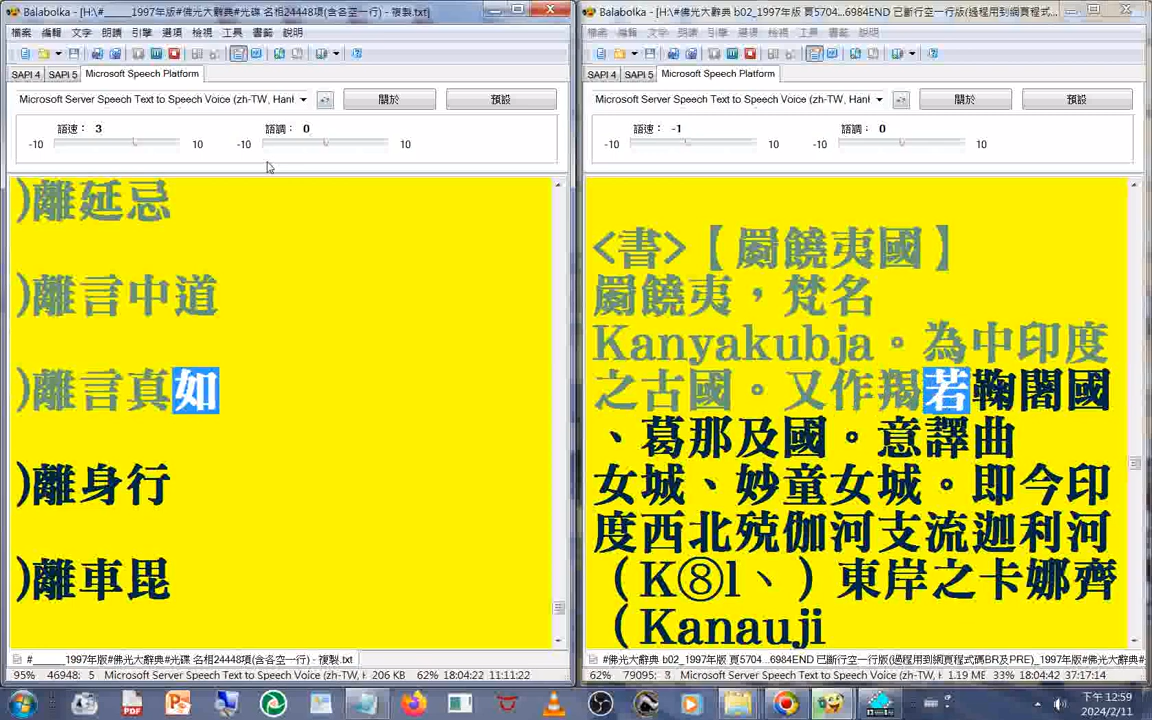 Balabolka - [H:\#_____1997年版#佛光大辭典#光碟 名相24448項(含各空一行) - 複製.txt]
檔案 編輯 文字 朗讀 引擎 選項 檢視 工具 書籤 說明
SAPI 4 SAPI 5 Microsoft Speech Platform
Microsoft Server Speech Text to Speech Voice (zh-TW, Hanl 關於 預設
語速： 3 語調： 0
-10 10 -10 10
)離延忌
)離言中道
)離言真如
)離身行
)離車毘
#_____1997年版#佛光大辭典#光碟 名相24448項(含各空一行) - 複製.txt
95% 46948: 5 Microsoft Server Speech Text to Speech Voice (zh-TW, H 206 KB 62% 18:04:22 11:11:22
Balabolka - [H:\#佛光大辭典 b02_1997年版 頁5704...6984END 已斷行空一行版(過程用到網頁程式...
檔案 編輯 文字 朗讀 引擎 選項 檢視 工具 書籤 說明
SAPI 4 SAPI 5 Microsoft Speech Platform
Microsoft Server Speech Text to Speech Voice (zh-TW, Hanl 關於 預設
語速： -1 語調： 0
-10 10 -10 10
<書>【羯饒夷國】
羯饒夷，梵名
Kanyakubja。為中印度
之古國。又作羯若鞠闍國
、葛那及國。意譯曲
女城、妙童女城。即今印
度西北殑伽河支流迦利河
（K⑧l丶）東岸之卡娜齊
（Kanauji
#佛光大辭典 b02_1997年版 頁5704...6984END 已斷行空一行版(過程用到網頁程式碼BR及PRE)_1997年版#佛光大辭典#
62% 79095: 3 Microsoft Server Speech Text to Speech Voice (zh-TW, H 1.19 ME 33% 18:04:42 37:17:14
下午 12:59
2024/2/11